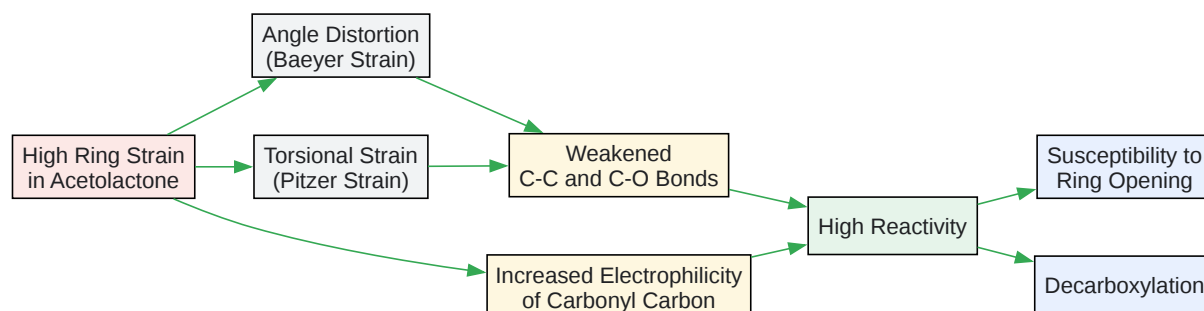 Angle Distortion
(Baeyer Strain)
High Ring Strain
in Acetolactone
Torsional Strain
(Pitzer Strain)
Weakened
C-C and C-O Bonds
Increased Electrophilicity
of Carbonyl Carbon
High Reactivity
Susceptibility to
Ring Opening
Decarboxylation